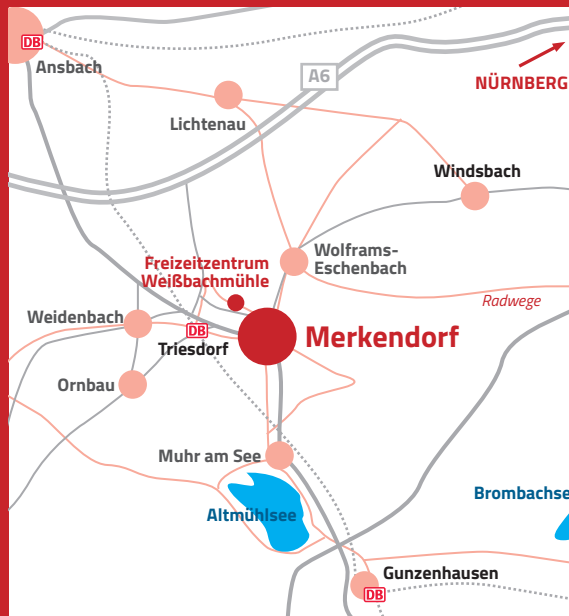 DB
Ansbach
A6
NÜRNBERG
Lichtenau
Windsbach
Wolframs-
Eschenbach
Freizeitzentrum
Weißbachmühle
Radwege
Weidenbach
DB
Triesdorf
Merkendorf
Ornbau
Muhr am See
Altmühlsee
Brombachse
Gunzenhausen
DB